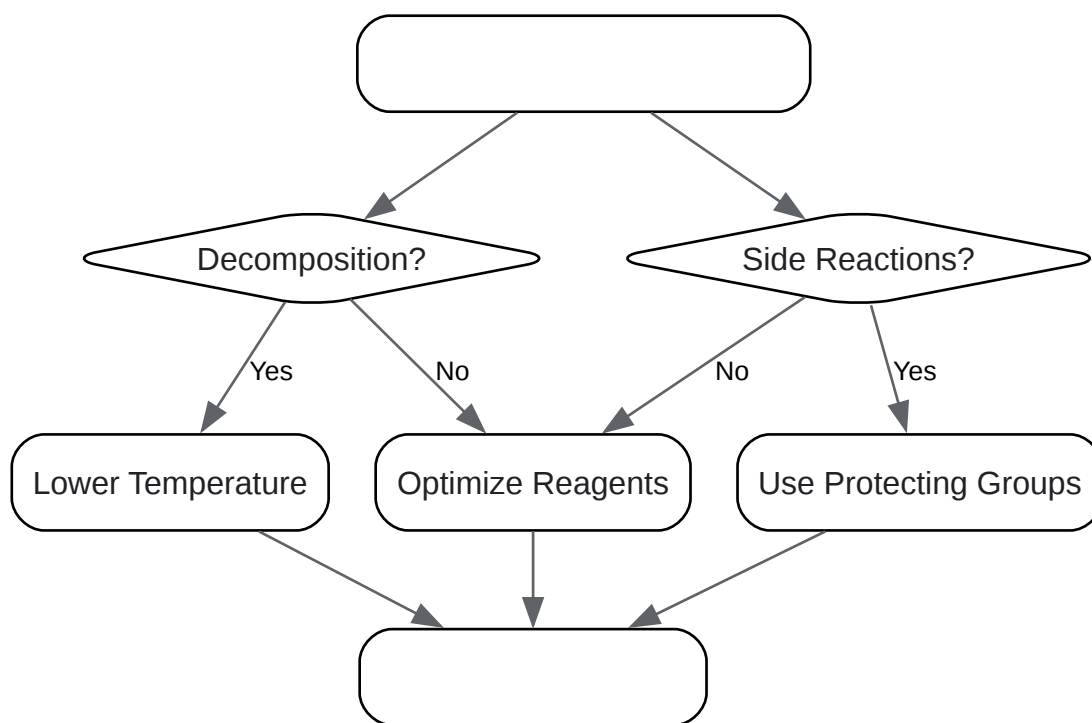 Decomposition?
Side Reactions?
Yes
No
No
Yes
Lower Temperature
Optimize Reagents
Use Protecting Groups